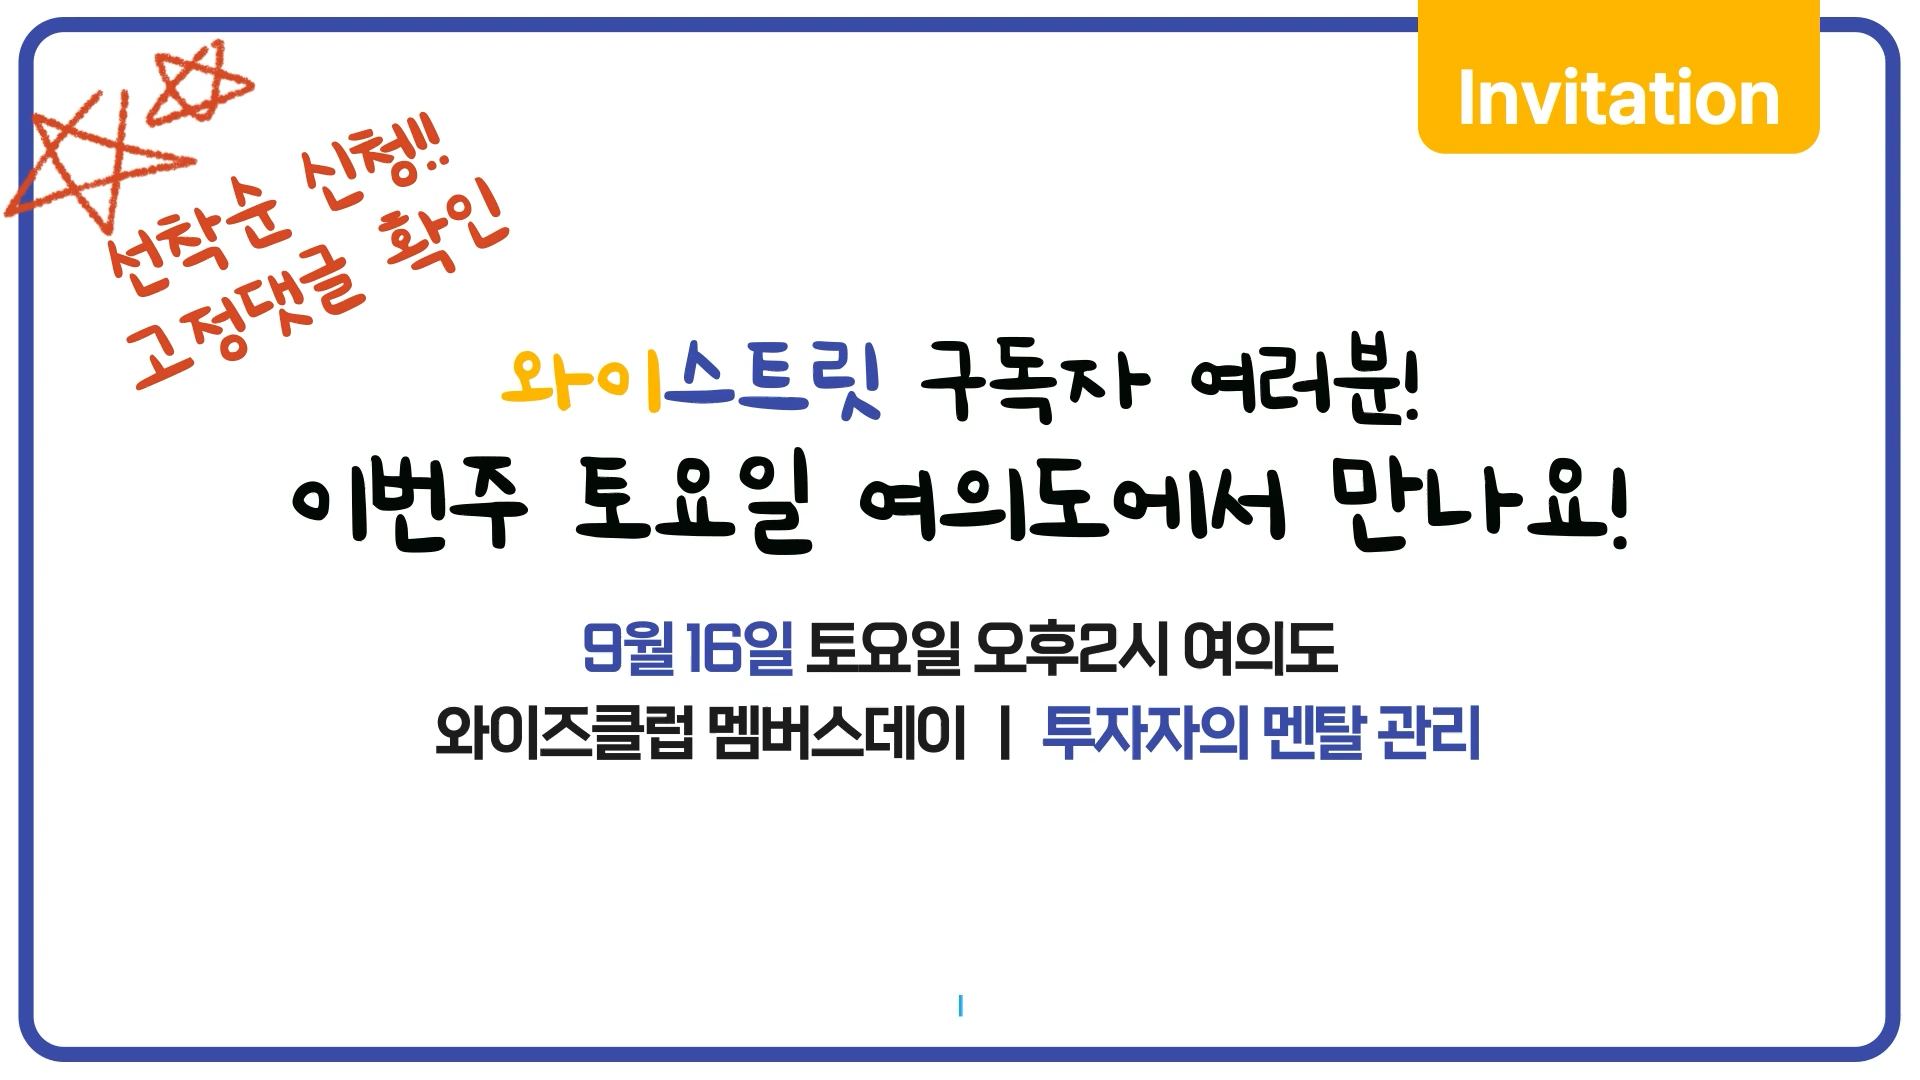 Invitation
선착순 신청!!
고정댓글 확인
와이스트릿 구독자 여러분!
이번주 토요일 여의도에서 만나요!
9월 16일 토요일 오후2시 여의도
와이즈클럽 멤버스데이 | 투자자의 멘탈 관리